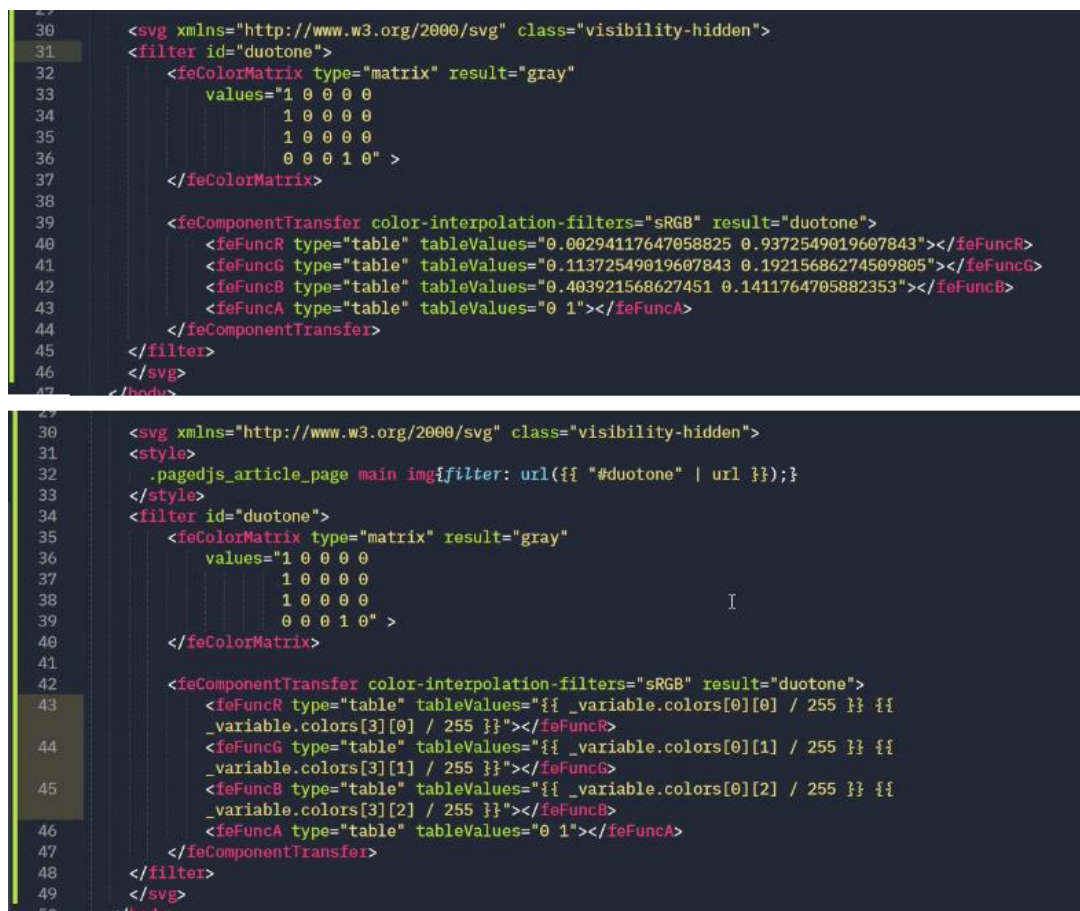 29
30 <svg xmlns="http://www.w3.org/2000/svg" class="visibility-hidden">
31 <filter id="duotone">
32 <feColorMatrix type="matrix" result="gray"
33 values="1 0 0 0 0
34 1 0 0 0 0
35 1 0 0 0 0
36 0 0 0 1 0" >
37 </feColorMatrix>
38
39 <feComponentTransfer color-interpolation-filters="sRGB" result="duotone">
40 <feFuncR type="table" tableValues="0.00294117647058825 0.9372549019607843"></feFuncR>
41 <feFuncG type="table" tableValues="0.11372549019607843 0.19215686274509805"></feFuncG>
42 <feFuncB type="table" tableValues="0.403921568627451 0.1411764705882353"></feFuncB>
43 <feFuncA type="table" tableValues="0 1"></feFuncA>
44 </feComponentTransfer>
45 </filter>
46 </svg>
47 </body>
29
30 <svg xmlns="http://www.w3.org/2000/svg" class="visibility-hidden">
31 <style>
32 .pagedjs_article_page main img{filter: url({{ "#duotone" | url }});}
33 </style>
34 <filter id="duotone">
35 <feColorMatrix type="matrix" result="gray"
36 values="1 0 0 0 0
37 1 0 0 0 0
38 1 0 0 0 0
39 0 0 0 1 0" >
40 </feColorMatrix>
41
42 <feComponentTransfer color-interpolation-filters="sRGB" result="duotone">
43 <feFuncR type="table" tableValues="{{ _variable.colors[0][0] / 255 }} {{
_variable.colors[3][0] / 255 }}"></feFuncR>
44 <feFuncG type="table" tableValues="{{ _variable.colors[0][1] / 255 }} {{
_variable.colors[3][1] / 255 }}"></feFuncG>
45 <feFuncB type="table" tableValues="{{ _variable.colors[0][2] / 255 }} {{
_variable.colors[3][2] / 255 }}"></feFuncB>
46 <feFuncA type="table" tableValues="0 1"></feFuncA>
47 </feComponentTransfer>
48 </filter>
49 </svg>